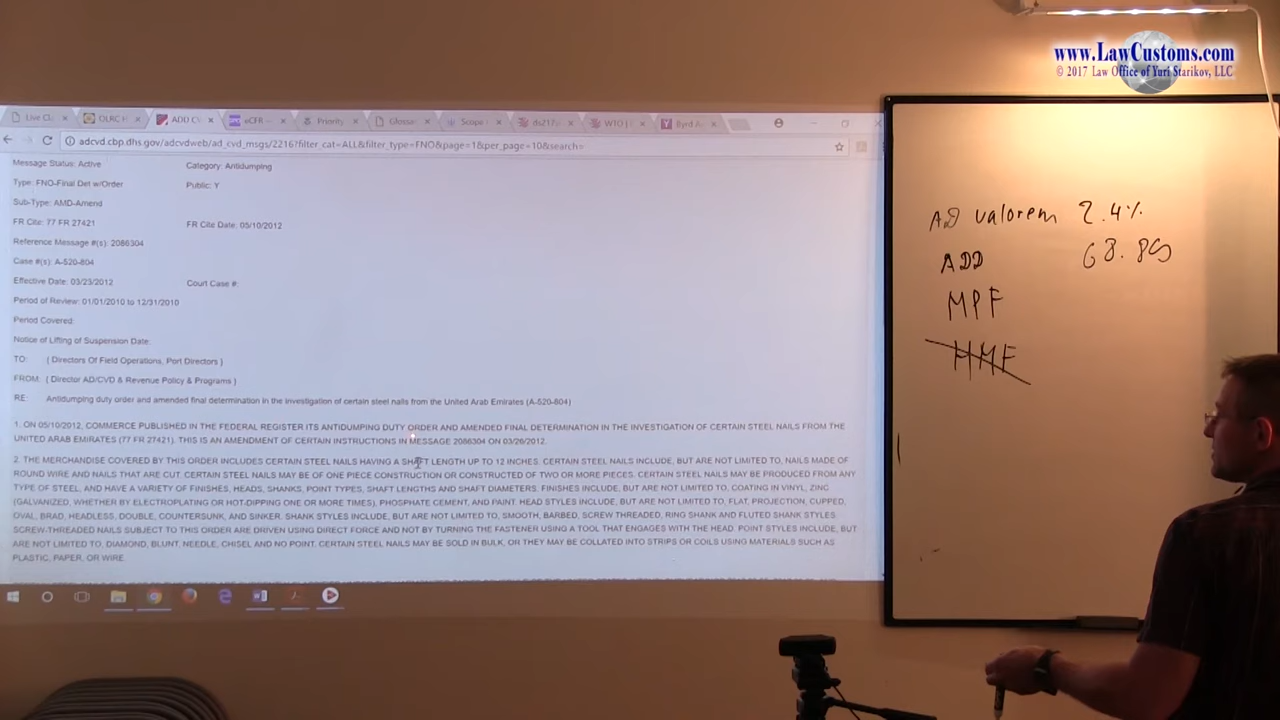 www.LawCustoms.com
© 2017 Law Office of Yuri Starikov, LLC
Live Cl OLRC H ADD CV eCFR — Priority Glosse Scope ds217 WTO | Byrd A
adcvd.cbp.dhs.gov/adcvdweb/ad_cvd_msgs/2216?filter_cat=ALL&filter_type=FNO&page=1&per_page=10&search=
Message Status: Active Category: Antidumping
Type: FNO-Final Det w/Order Public: Y
Sub-Type: AMD-Amend
FR Cite: 77 FR 27421 FR Cite Date: 05/10/2012
Reference Message #(s): 2086304
Case #(s): A-520-804
Effective Date: 03/23/2012 Court Case #:
Period of Review: 01/01/2010 to 12/31/2010
Period Covered:
Notice of Lifting of Suspension Date:
TO: ( Directors Of Field Operations, Port Directors )
FROM: ( Director AD/CVD & Revenue Policy & Programs )
RE: Antidumping duty order and amended final determination in the investigation of certain steel nails from the United Arab Emirates (A-520-804)
1. ON 05/10/2012, COMMERCE PUBLISHED IN THE FEDERAL REGISTER ITS ANTIDUMPING DUTY ORDER AND AMENDED FINAL DETERMINATION IN THE INVESTIGATION OF CERTAIN STEEL NAILS FROM THE
UNITED ARAB EMIRATES (77 FR 27421). THIS IS AN AMENDMENT OF CERTAIN INSTRUCTIONS IN MESSAGE 2086304 ON 03/26/2012.
2. THE MERCHANDISE COVERED BY THIS ORDER INCLUDES CERTAIN STEEL NAILS HAVING A SHAFT LENGTH UP TO 12 INCHES. CERTAIN STEEL NAILS INCLUDE, BUT ARE NOT LIMITED TO, NAILS MADE OF
ROUND WIRE AND NAILS THAT ARE CUT. CERTAIN STEEL NAILS MAY BE OF ONE PIECE CONSTRUCTION OR CONSTRUCTED OF TWO OR MORE PIECES. CERTAIN STEEL NAILS MAY BE PRODUCED FROM ANY
TYPE OF STEEL, AND HAVE A VARIETY OF FINISHES, HEADS, SHANKS, POINT TYPES, SHAFT LENGTHS AND SHAFT DIAMETERS. FINISHES INCLUDE, BUT ARE NOT LIMITED TO, COATING IN VINYL, ZINC
(GALVANIZED, WHETHER BY ELECTROPLATING OR HOT-DIPPING ONE OR MORE TIMES), PHOSPHATE CEMENT, AND PAINT. HEAD STYLES INCLUDE, BUT ARE NOT LIMITED TO, FLAT, PROJECTION, CUPPED,
OVAL, BRAD, HEADLESS, DOUBLE, COUNTERSUNK, AND SINKER. SHANK STYLES INCLUDE, BUT ARE NOT LIMITED TO, SMOOTH, BARBED, SCREW THREADED, RING SHANK AND FLUTED SHANK STYLES.
SCREW-THREADED NAILS SUBJECT TO THIS ORDER ARE DRIVEN USING DIRECT FORCE AND NOT BY TURNING THE FASTENER USING A TOOL THAT ENGAGES WITH THE HEAD. POINT STYLES INCLUDE, BUT
ARE NOT LIMITED TO, DIAMOND, BLUNT, NEEDLE, CHISEL AND NO POINT. CERTAIN STEEL NAILS MAY BE SOLD IN BULK, OR THEY MAY BE COLLATED INTO STRIPS OR COILS USING MATERIALS SUCH AS
PLASTIC, PAPER, OR WIRE.
AD valorem 2.4%
ADD 68.89
MPF
HMF